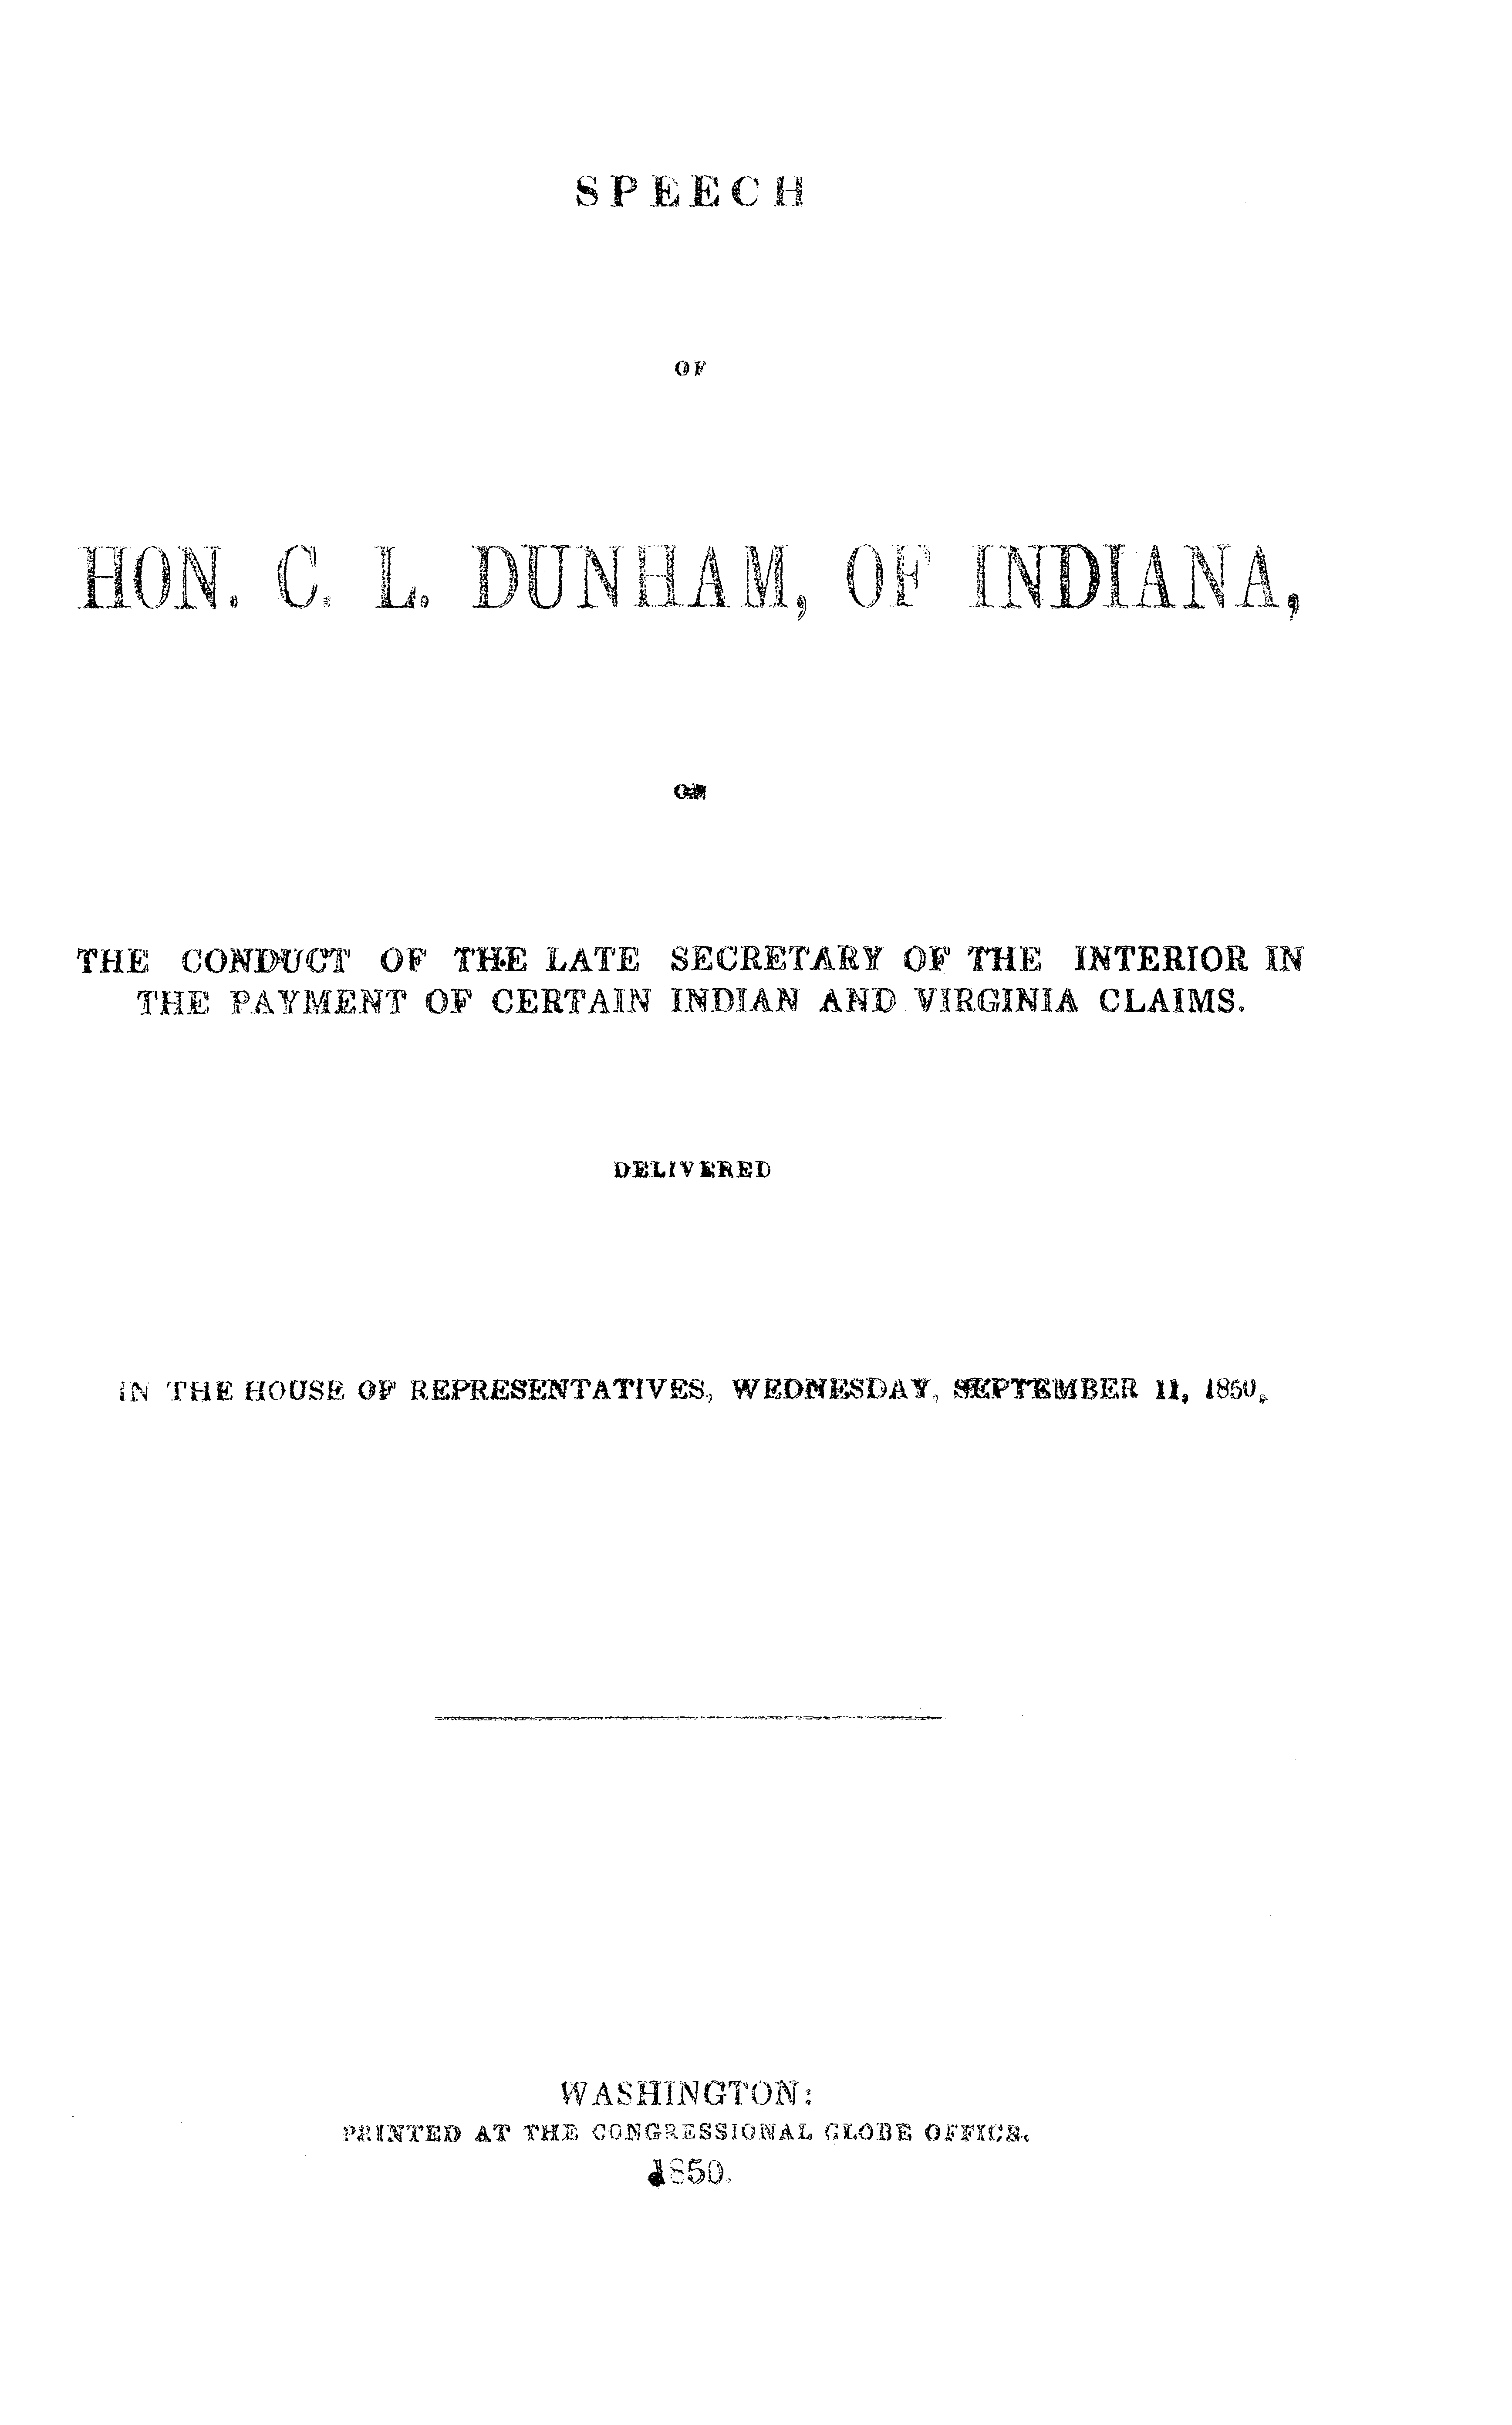 SPEECH
OF
HON. C. L. DUNHAM, OF INDIANA,
ON
THE CONDUCT OF THE LATE SECRETARY OF THE INTERIOR IN
THE PAYMENT OF CERTAIN INDIAN AND VIRGINIA CLAIMS.
DELIVERED
IN THE HOUSE OF REPRESENTATIVES, WEDNESDAY, SEPTEMBER 11, 1850.
WASHINGTON:
PRINTED AT THE CONGRESSIONAL GLOBE OFFICE.
1850.